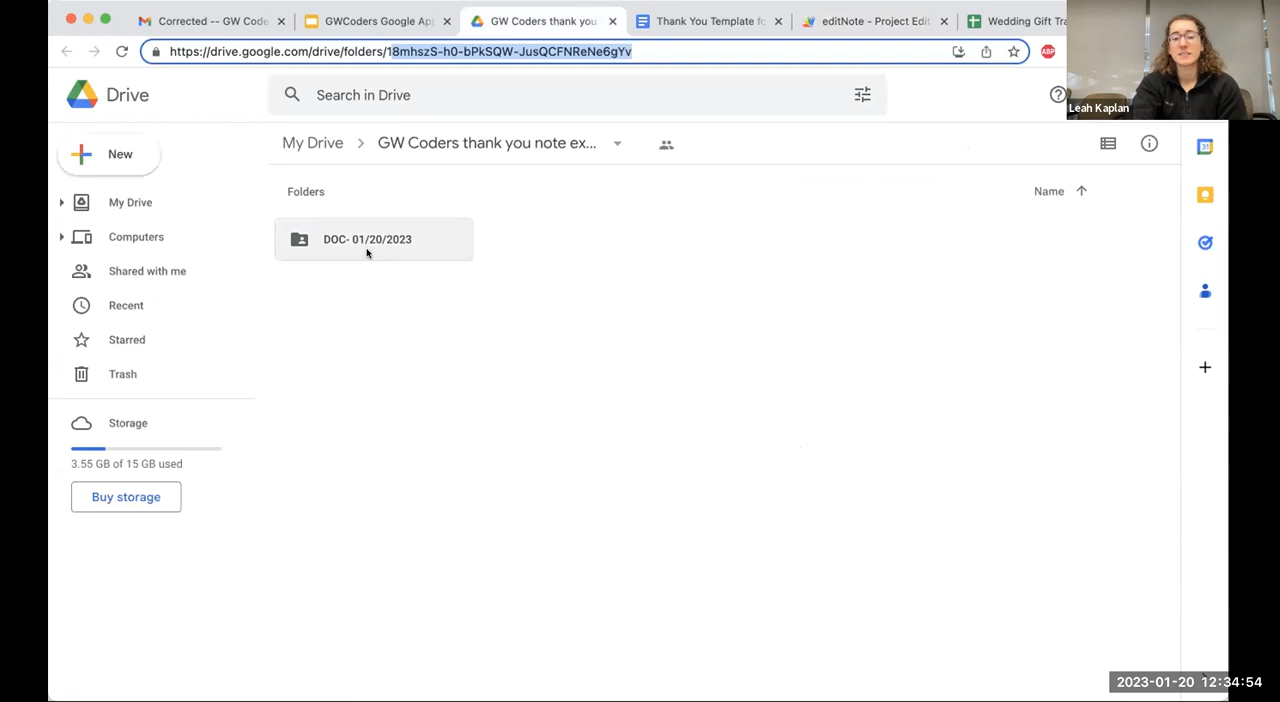 Corrected -- GW Code
GWCoders Google Ap
GW Coders thank you
Thank You Template fo
editNote - Project Edit
Wedding Gift Tra
https://drive.google.com/drive/folders/18mhszS-h0-bPkSQW-JusQCFNReNe6gYv
ABP
Leah Kaplan
Drive
Search in Drive
New
My Drive
Computers
Shared with me
Recent
Starred
Trash
Storage
3.55 GB of 15 GB used
Buy storage
My Drive > GW Coders thank you note ex...
Folders
Name
DOC- 01/20/2023
31
2023-01-20 12:34:54